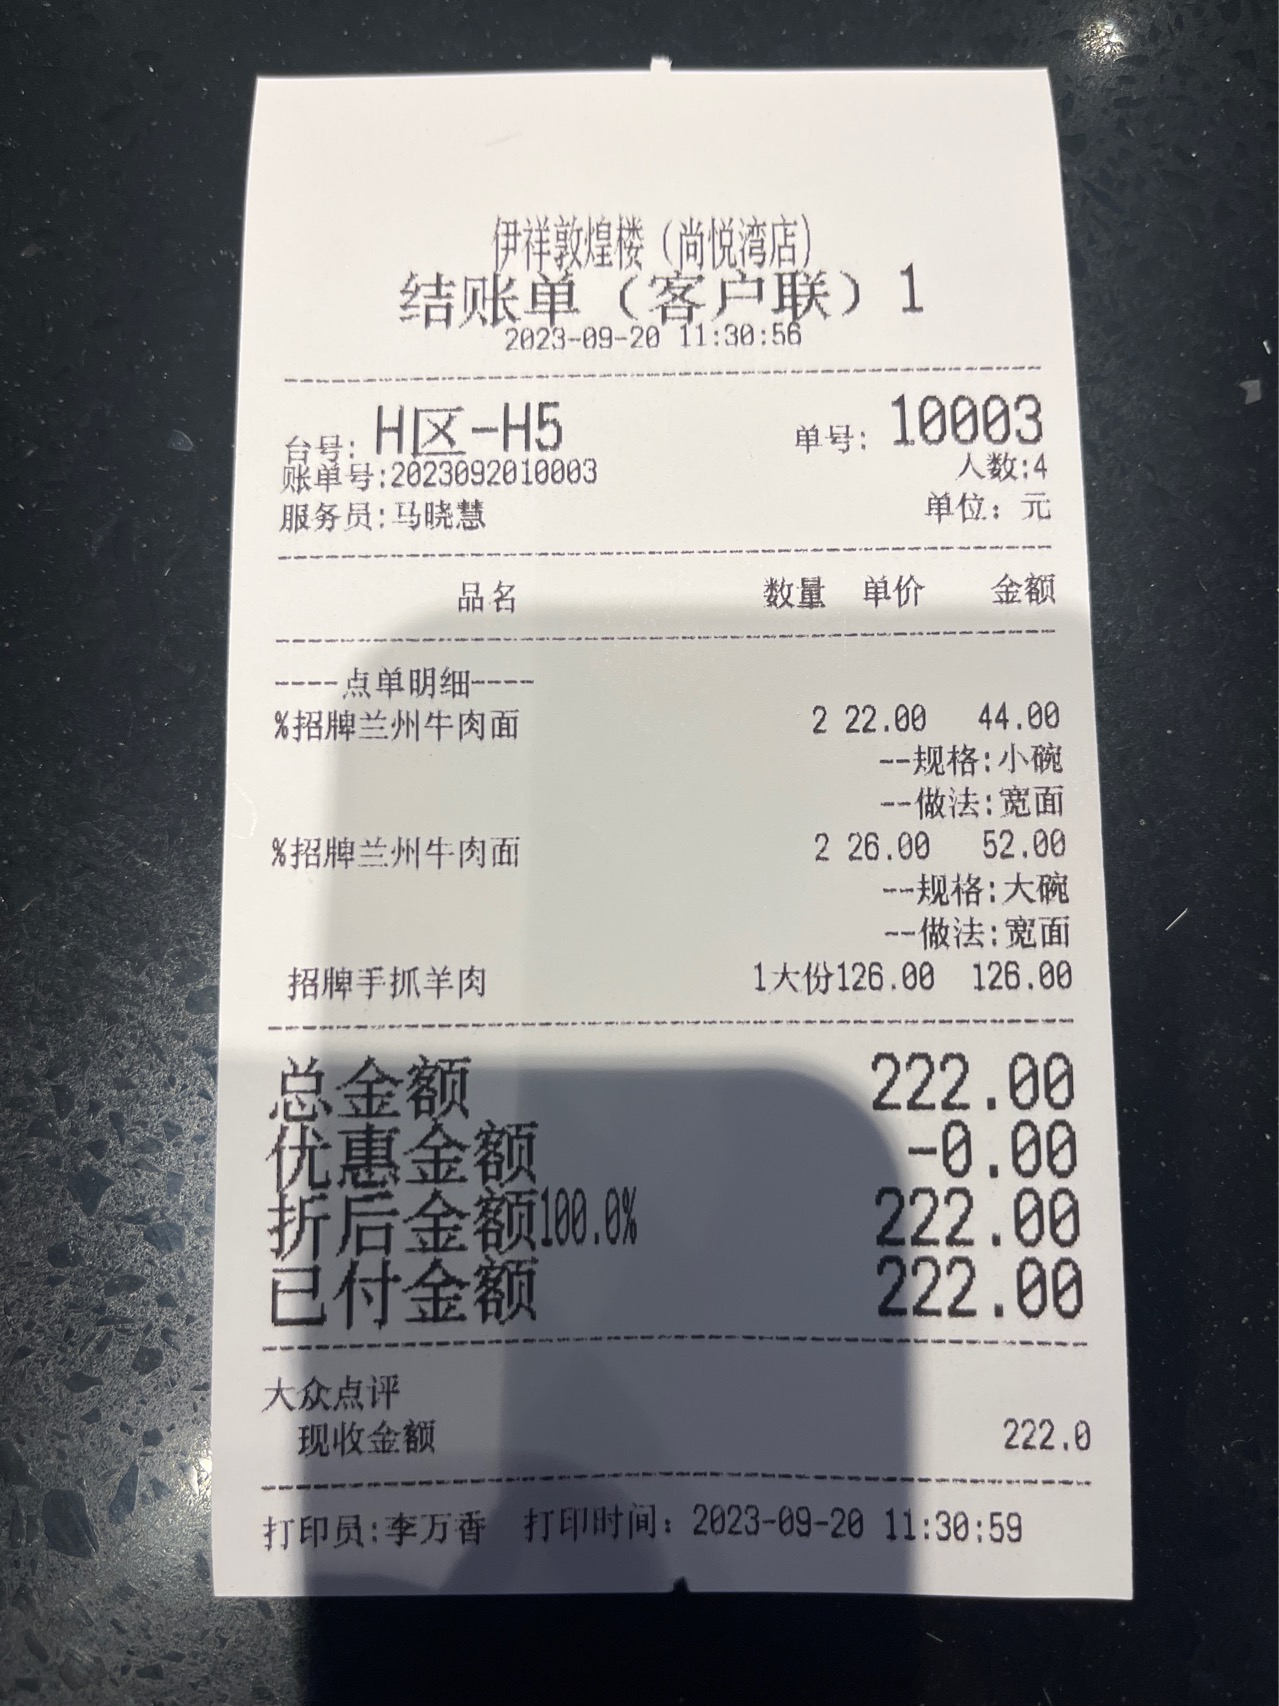 伊祥敦煌楼（尚悦湾店）
结账单（客户联）1
2023-09-20 11:30:56
台号: H区-H5 单号: 10003
账单号:2023092010003 人数:4
服务员:马晓慧 单位: 元
品名 数量 单价 金额
----点单明细----
%招牌兰州牛肉面 2 22.00 44.00
--规格:小碗
--做法:宽面
%招牌兰州牛肉面 2 26.00 52.00
--规格:大碗
--做法:宽面
招牌手抓羊肉 1大份126.00 126.00
总金额 222.00
优惠金额 -0.00
折后金额100.0% 222.00
已付金额 222.00
大众点评
现收金额 222.0
打印员:李万香 打印时间: 2023-09-20 11:30:59